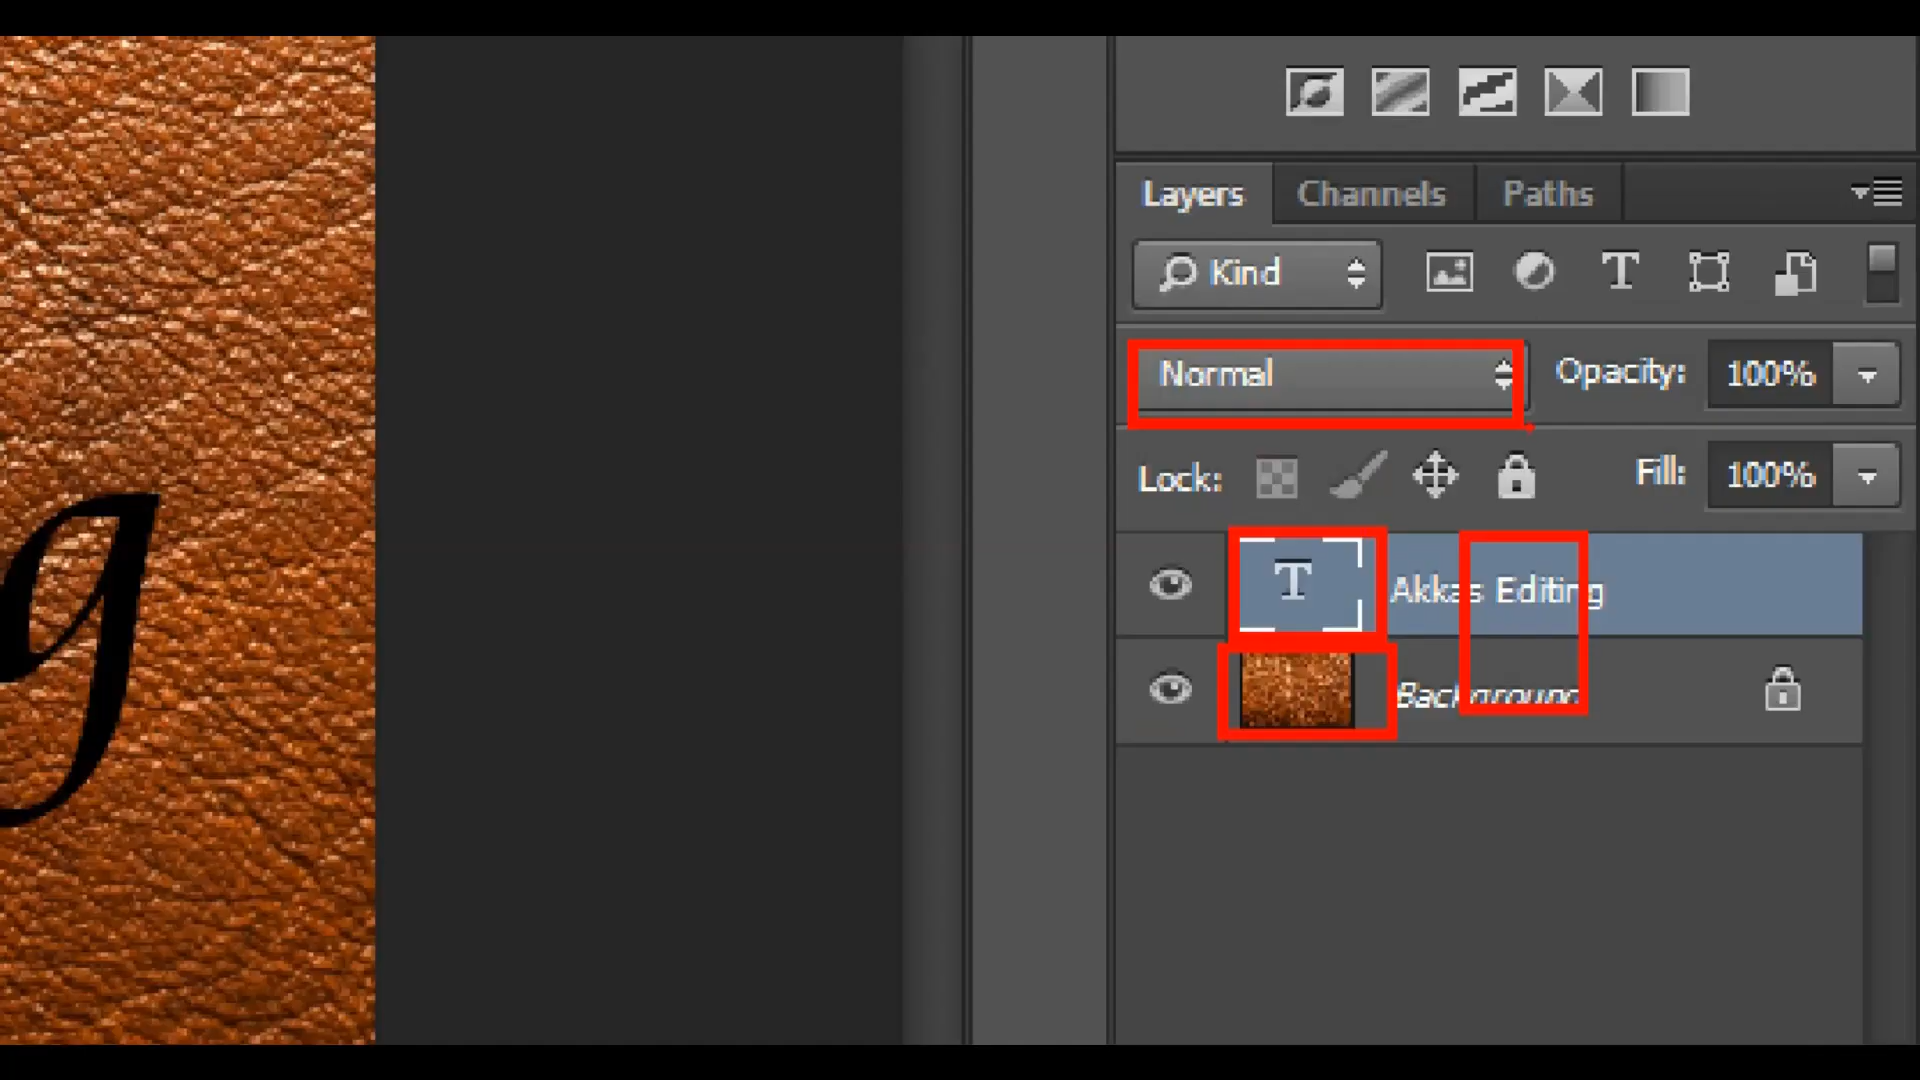 Layers Channels Paths
Kind T
Normal Opacity: 100%
Lock: Fill: 100%
T Akkas Editing
Background
g